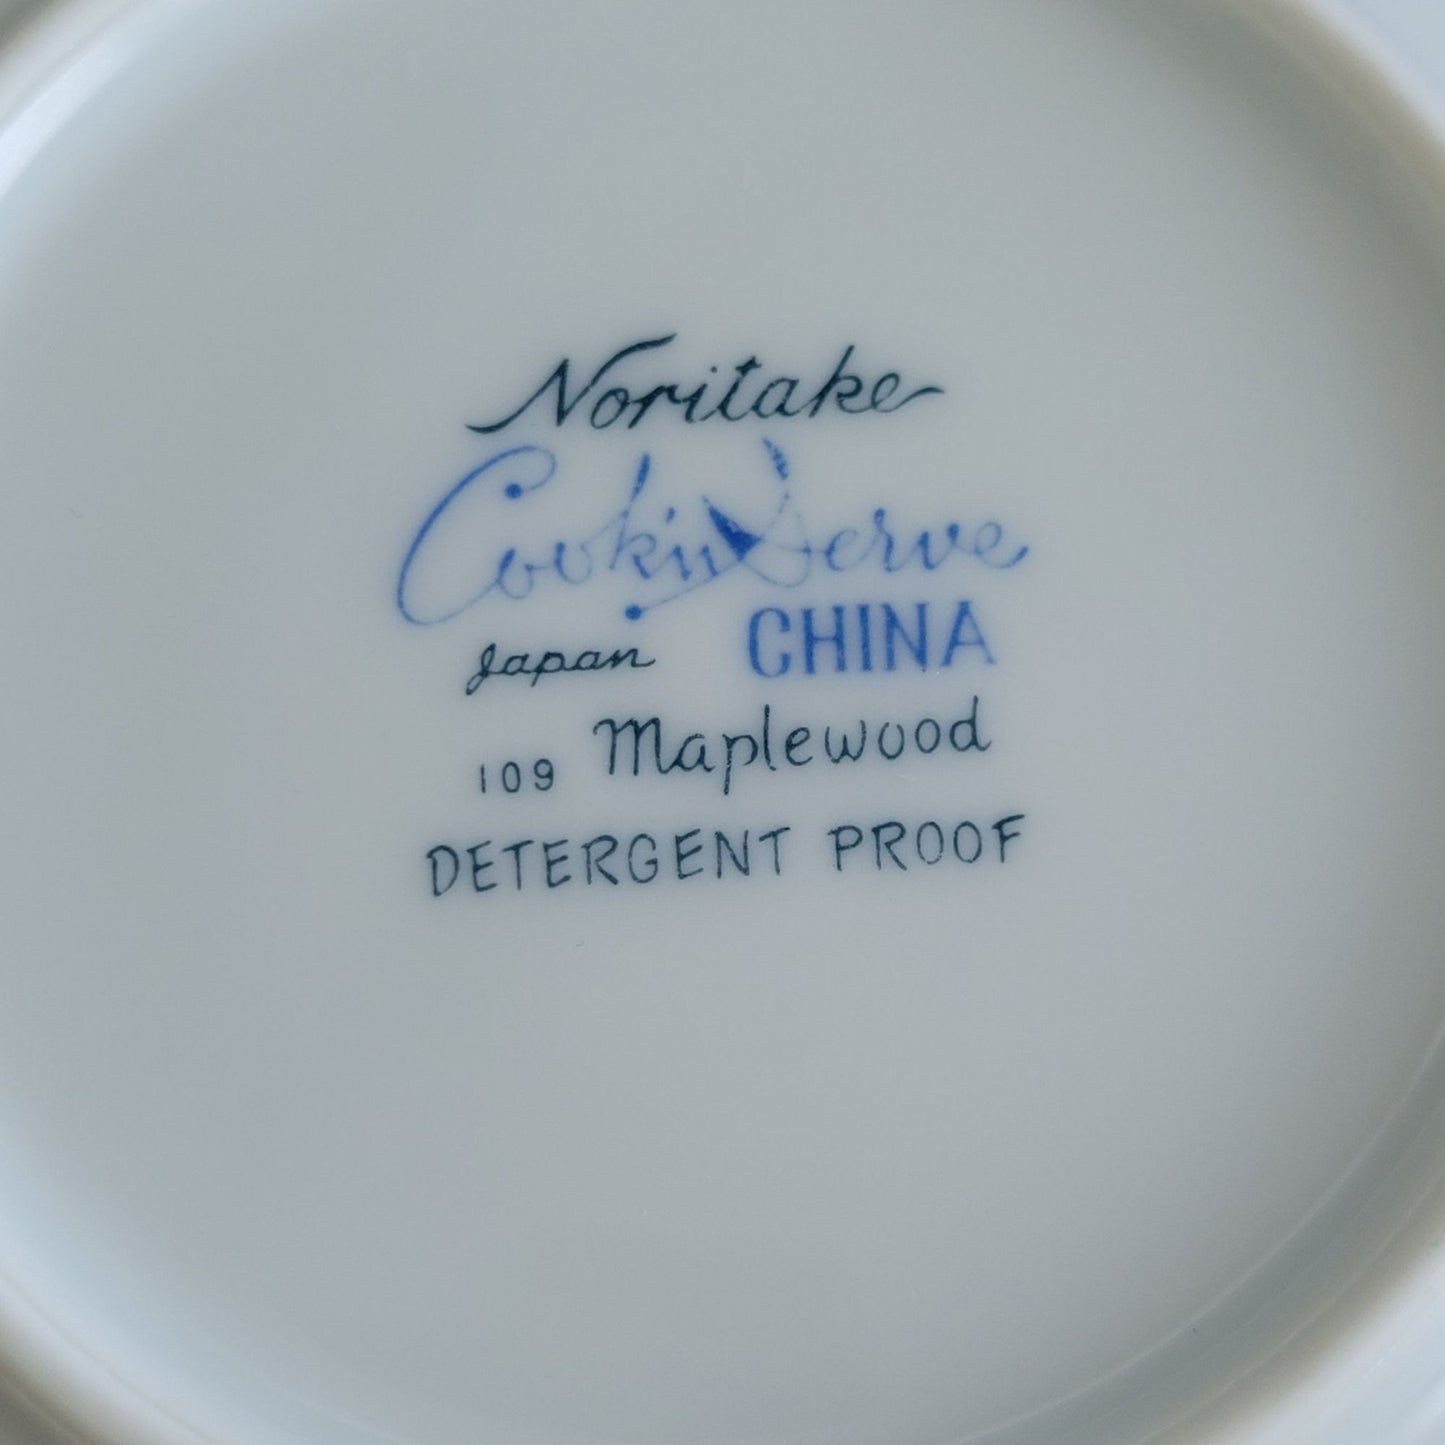 Noritake
Cook'n Serve
Japan CHINA
109 Maplewood
DETERGENT PROOF